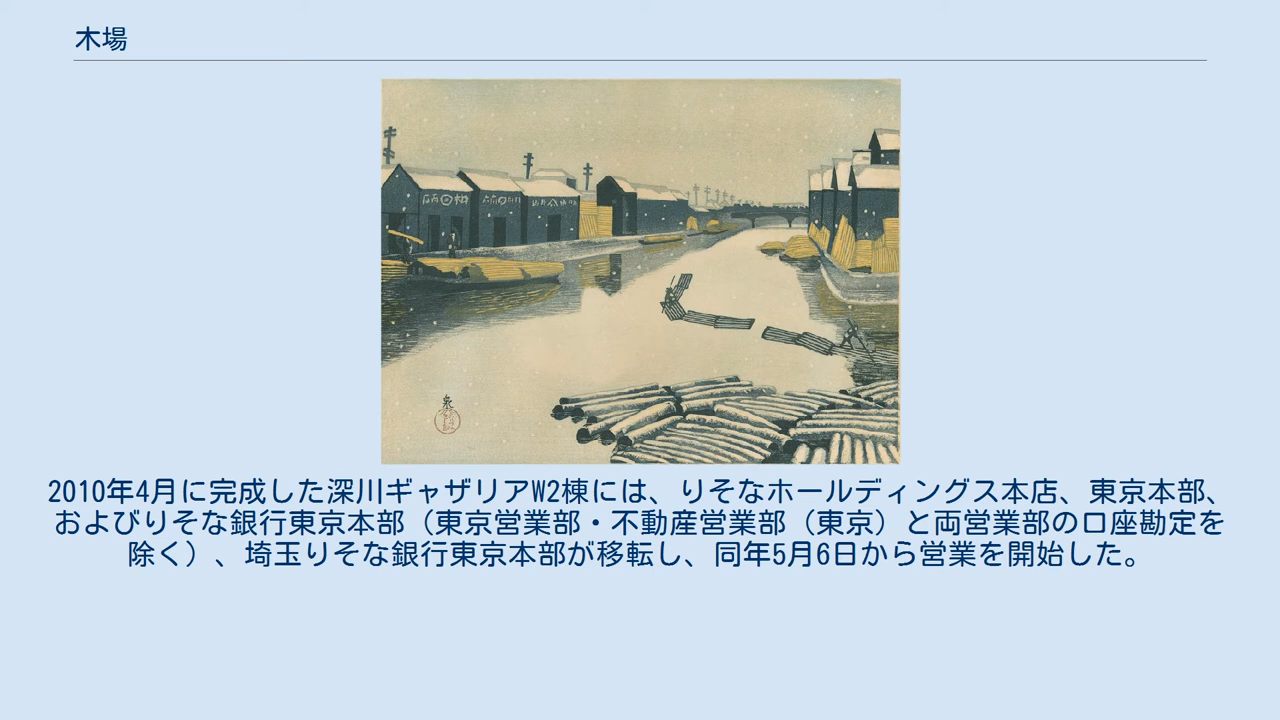 木場
2010年4月に完成した深川ギャザリアW2棟には、りそなホールディングス本店、東京本部、
およびりそな銀行東京本部（東京営業部・不動産営業部（東京）と両営業部の口座勘定を
除く）、埼玉りそな銀行東京本部が移転し、同年5月6日から営業を開始した。